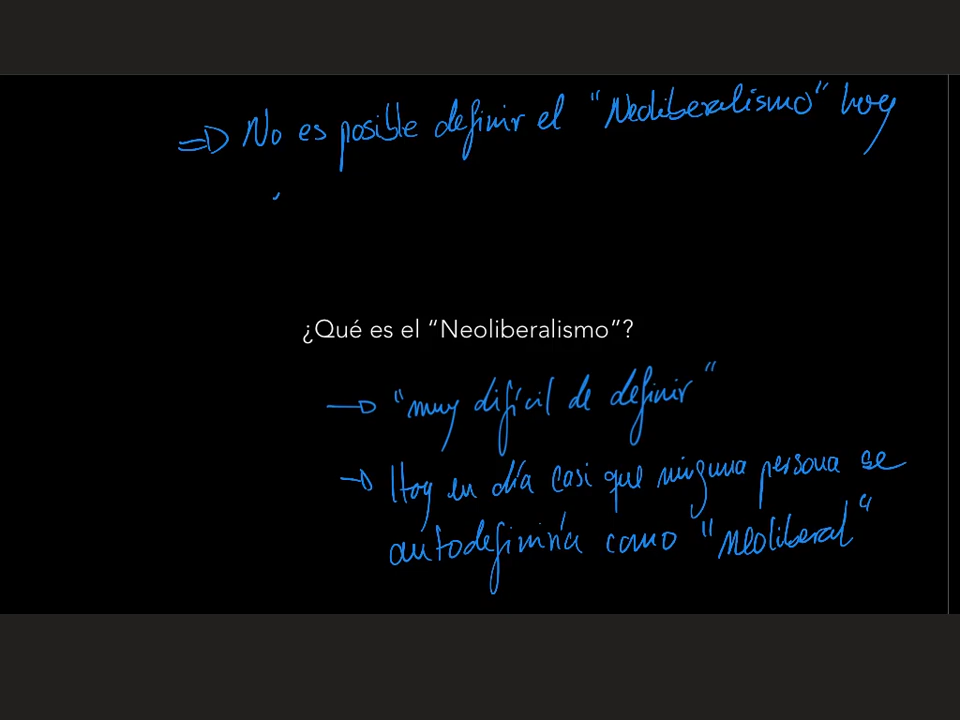 ⇒ No es posible definir el "Neoliberalismo" hoy
¿Qué es el “Neoliberalismo”?
→ "muy difícil de definir"
→ Hoy en día casi que ninguna persona se
autodefiniría como "neoliberal"